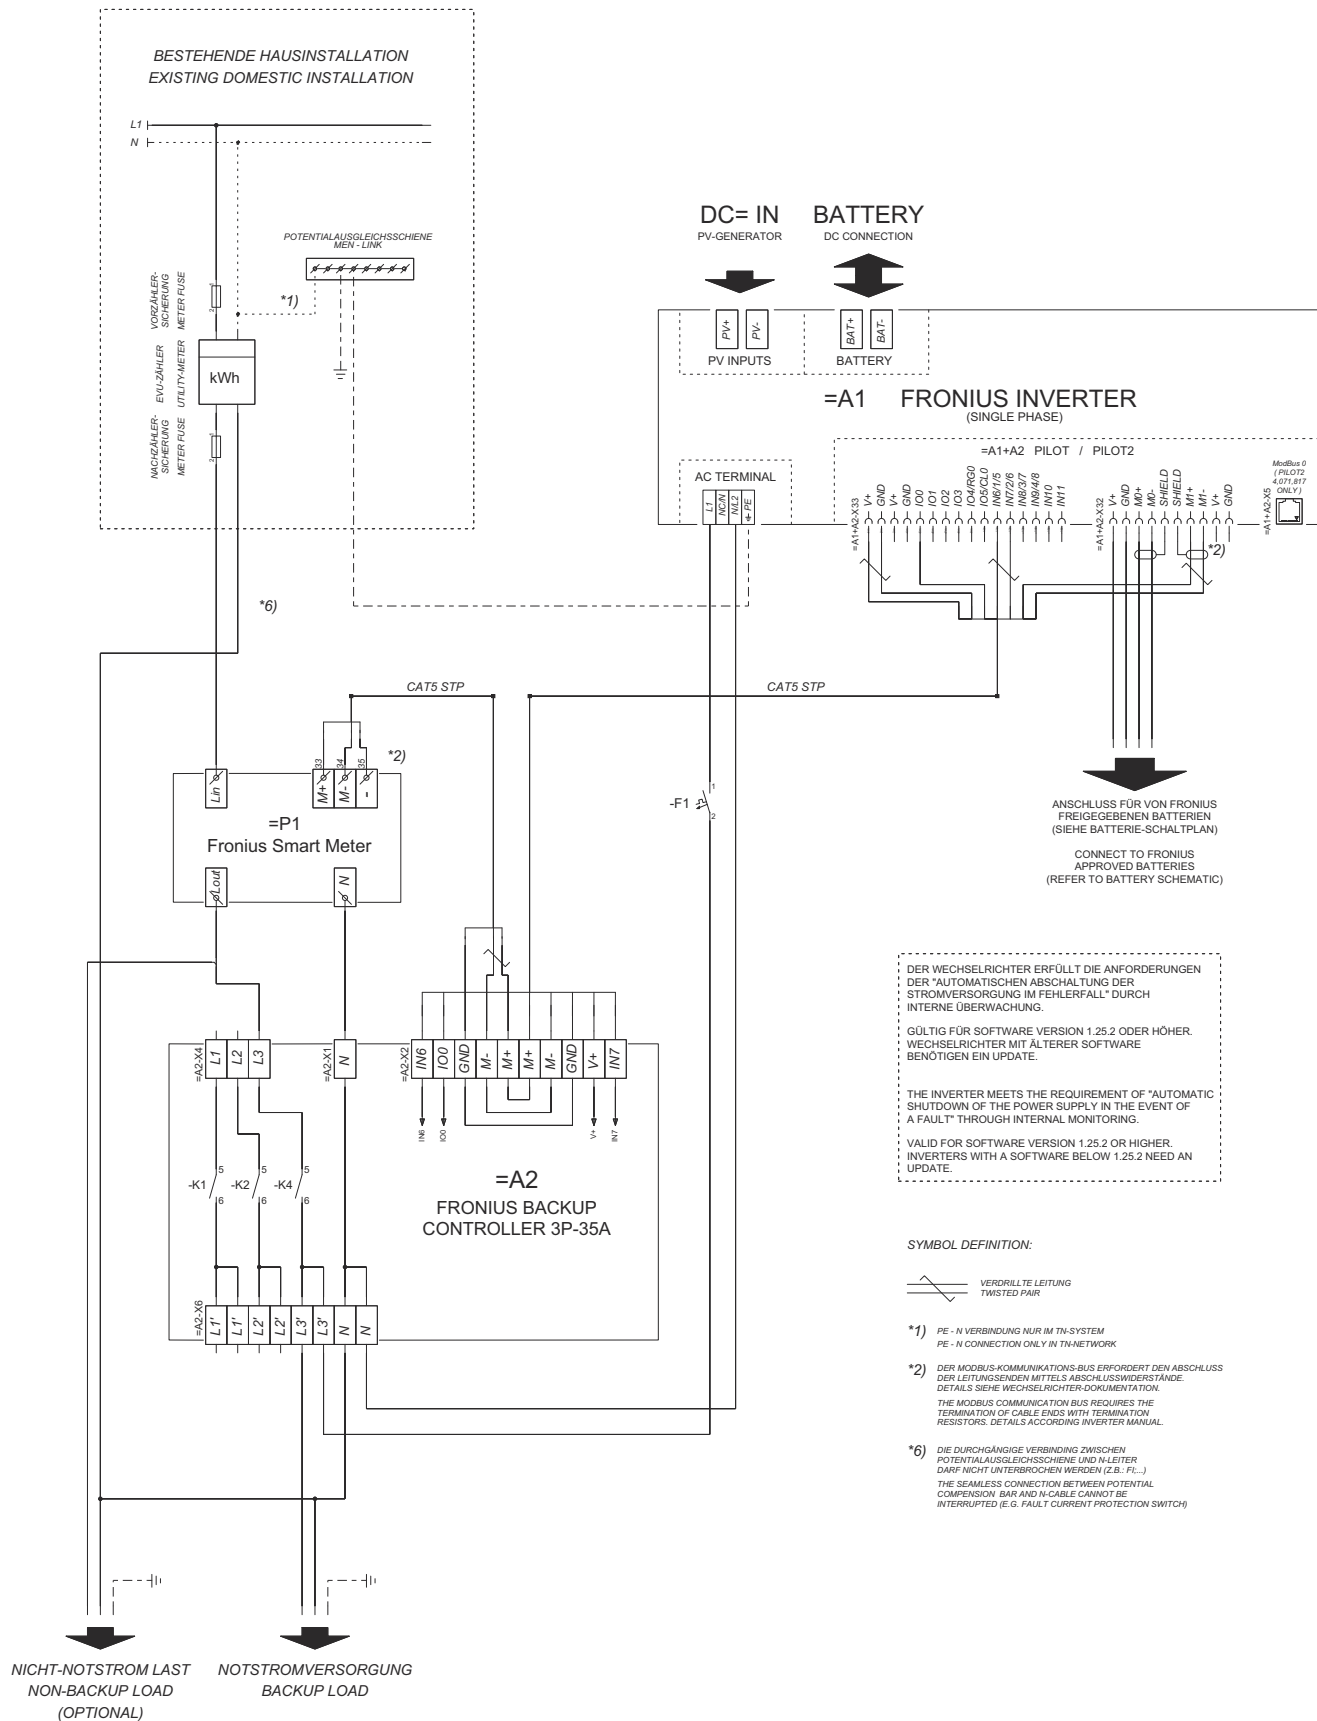 BESTEHENDE HAUSINSTALLATION
EXISTING DOMESTIC INSTALLATION
L1
N
POTENTIALAUSGLEICHSSCHIENE
MEN - LINK
*1)
VORZÄHLER-
SICHERUNG
METER FUSE
1
2
EVU-ZÄHLER
UTILITY-METER
kWh
NACHZÄHLER-
SICHERUNG
METER FUSE
1
2
*6)
DC= IN
PV-GENERATOR
BATTERY
DC CONNECTION
PV+
PV-
PV INPUTS
BAT+
BAT-
BATTERY
=A1 FRONIUS INVERTER
(SINGLE PHASE)
AC TERMINAL
L1
NC/N
N/L2
PE
=A1+A2 PILOT / PILOT2
=A1+A2-X33
V+
GND
V+
GND
IO0
IO1
IO2
IO3
IO4/RG0
IO5/CL0
IN6/1/5
IN7/2/6
IN8/3/7
IN9/4/8
IN10
IN11
=A1+A2-X32
V+
GND
M0+
M0-
SHIELD
SHIELD
M1+
M1-
V+
GND
*2)
ModBus 0
( PILOT2
4,071,817
ONLY )
=A1+A2-X5
CAT5 STP
CAT5 STP
Lin
33
34
35
M+
M-
-
*2)
=P1
Fronius Smart Meter
Lout
N
-F1
1
2
ANSCHLUSS FÜR VON FRONIUS
FREIGEGEBENEN BATTERIEN
(SIEHE BATTERIE-SCHALTPLAN)
CONNECT TO FRONIUS
APPROVED BATTERIES
(REFER TO BATTERY SCHEMATIC)
=A2-X4
L1
L2
L3
=A2-X1
N
=A2-X2
IN6
IO0
GND
M-
M+
M+
M-
GND
V+
IN7
IN6
IO0
V+
IN7
-K1
5
6
-K2
5
6
-K4
5
6
=A2
FRONIUS BACKUP
CONTROLLER 3P-35A
=A2-X6
L1'
L1'
L2'
L2'
L3'
L3'
N
N
DER WECHSELRICHTER ERFÜLLT DIE ANFORDERUNGEN
DER "AUTOMATISCHEN ABSCHALTUNG DER
STROMVERSORGUNG IM FEHLERFALL" DURCH
INTERNE ÜBERWACHUNG.
GÜLTIG FÜR SOFTWARE VERSION 1.25.2 ODER HÖHER.
WECHSELRICHTER MIT ÄLTERER SOFTWARE
BENÖTIGEN EIN UPDATE.
THE INVERTER MEETS THE REQUIREMENT OF "AUTOMATIC
SHUTDOWN OF THE POWER SUPPLY IN THE EVENT OF
A FAULT" THROUGH INTERNAL MONITORING.
VALID FOR SOFTWARE VERSION 1.25.2 OR HIGHER.
INVERTERS WITH A SOFTWARE BELOW 1.25.2 NEED AN
UPDATE.
SYMBOL DEFINITION:
VERDRILLTE LEITUNG
TWISTED PAIR
*1) PE - N VERBINDUNG NUR IM TN-SYSTEM
PE - N CONNECTION ONLY IN TN-NETWORK
*2) DER MODBUS-KOMMUNIKATIONS-BUS ERFORDERT DEN ABSCHLUSS
DER LEITUNGSENDEN MITTELS ABSCHLUSSWIDERSTÄNDE.
DETAILS SIEHE WECHSELRICHTER-DOKUMENTATION.
THE MODBUS COMMUNICATION BUS REQUIRES THE
TERMINATION OF CABLE ENDS WITH TERMINATION
RESISTORS. DETAILS ACCORDING INVERTER MANUAL.
*6) DIE DURCHGÄNGIGE VERBINDUNG ZWISCHEN
POTENTIALAUSGLEICHSSCHIENE UND N-LEITER
DARF NICHT UNTERBROCHEN WERDEN (Z.B.: FI;...)
THE SEAMLESS CONNECTION BETWEEN POTENTIAL
COMPENSION BAR AND N-CABLE CANNOT BE
INTERRUPTED (E.G. FAULT CURRENT PROTECTION SWITCH)
NICHT-NOTSTROM LAST
NON-BACKUP LOAD
(OPTIONAL)
NOTSTROMVERSORGUNG
BACKUP LOAD